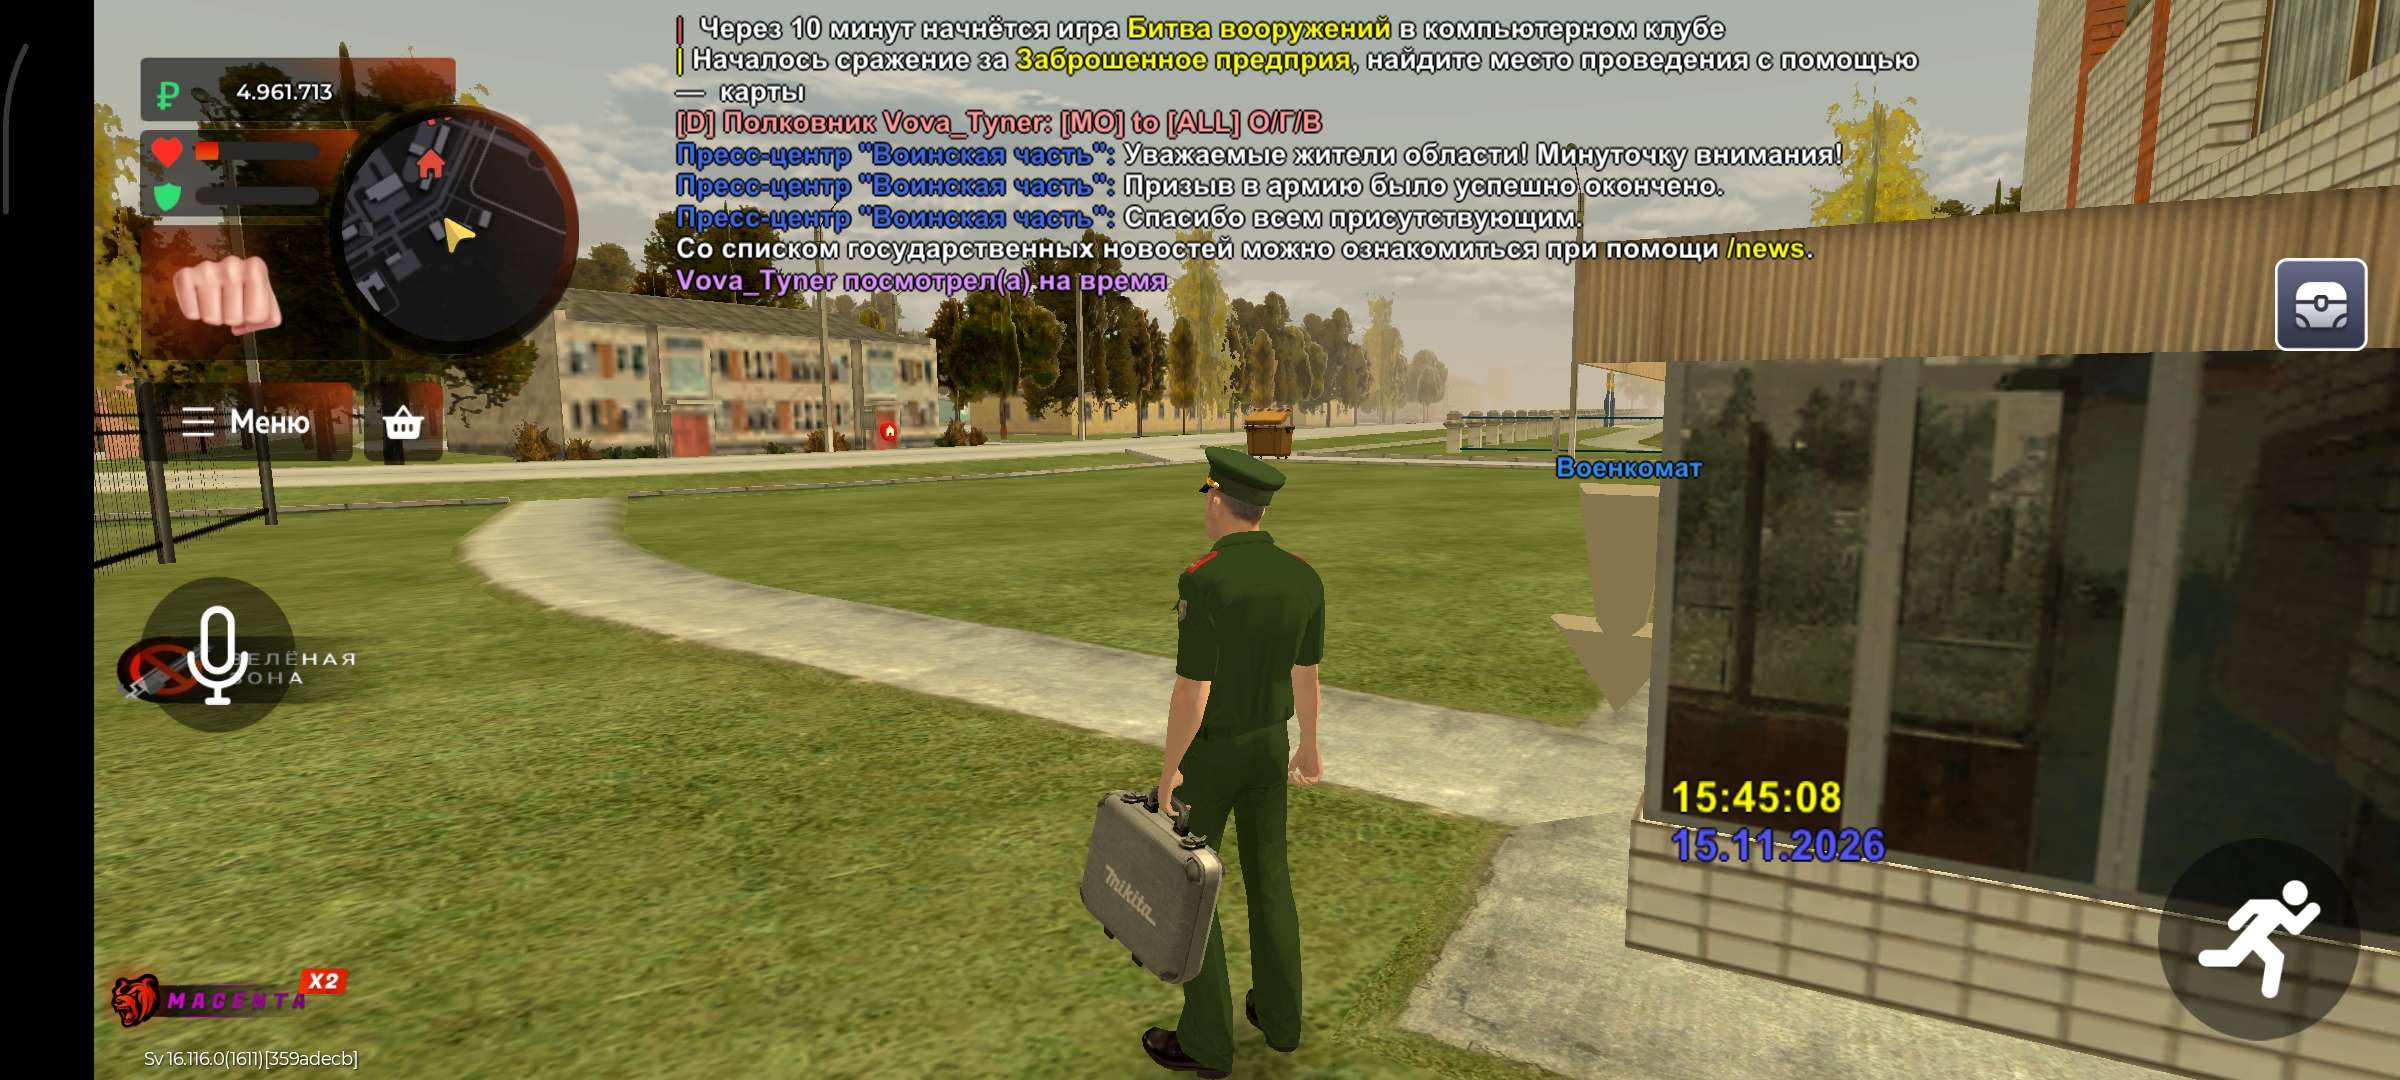 | Через 10 минут начнётся игра Битва вооружений в компьютерном клубе
| Началось сражение за Заброшенное предприя, найдите место проведения с помощью
— карты
[D] Полковник Vova_Tyner: [MO] to [ALL] О/Г/В
Пресс-центр "Воинская часть": Уважаемые жители области! Минуточку внимания!
Пресс-центр "Воинская часть": Призыв в армию было успешно окончено.
Пресс-центр "Воинская часть": Спасибо всем присутствующим.
Со списком государственных новостей можно ознакомиться при помощи /news.
Vova_Tyner посмотрел(а) на время
₽ 4.961.713
Меню
Военкомат
ЕЛЁНАЯ
ОНА
15:45:08
15.11.2026
mikita
MAGENTA X2
Sv 16.116.0(1611)[359adecb]